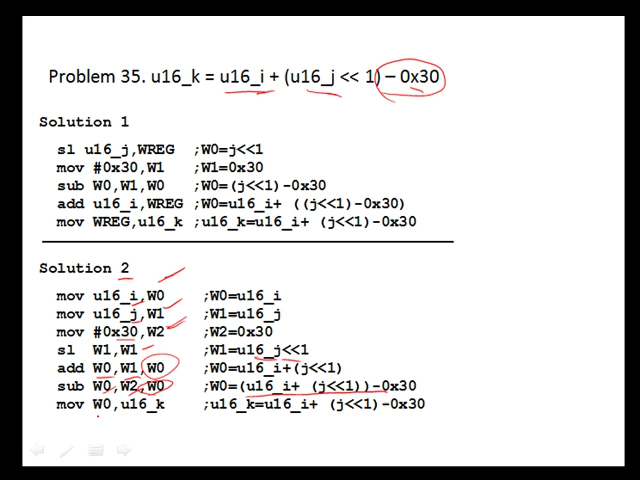 Problem 35. u16_k = u16_i + (u16_j << 1) – 0x30
Solution 1
sl u16_j,WREG ;W0=j<<1
mov #0x30,W1 ;W1=0x30
sub W0,W1,W0 ;W0=(j<<1)-0x30
add u16_i,WREG ;W0=u16_i+ ((j<<1)-0x30)
mov WREG,u16_k ;u16_k=u16_i+ (j<<1)-0x30
Solution 2
mov u16_i,W0 ;W0=u16_i
mov u16_j,W1 ;W1=u16_j
mov #0x30,W2 ;W2=0x30
sl W1,W1 ;W1=u16_j<<1
add W0,W1,W0 ;W0=u16_i+(j<<1)
sub W0,W2,W0 ;W0=(u16_i+ (j<<1))-0x30
mov W0,u16_k ;u16_k=u16_i+ (j<<1)-0x30